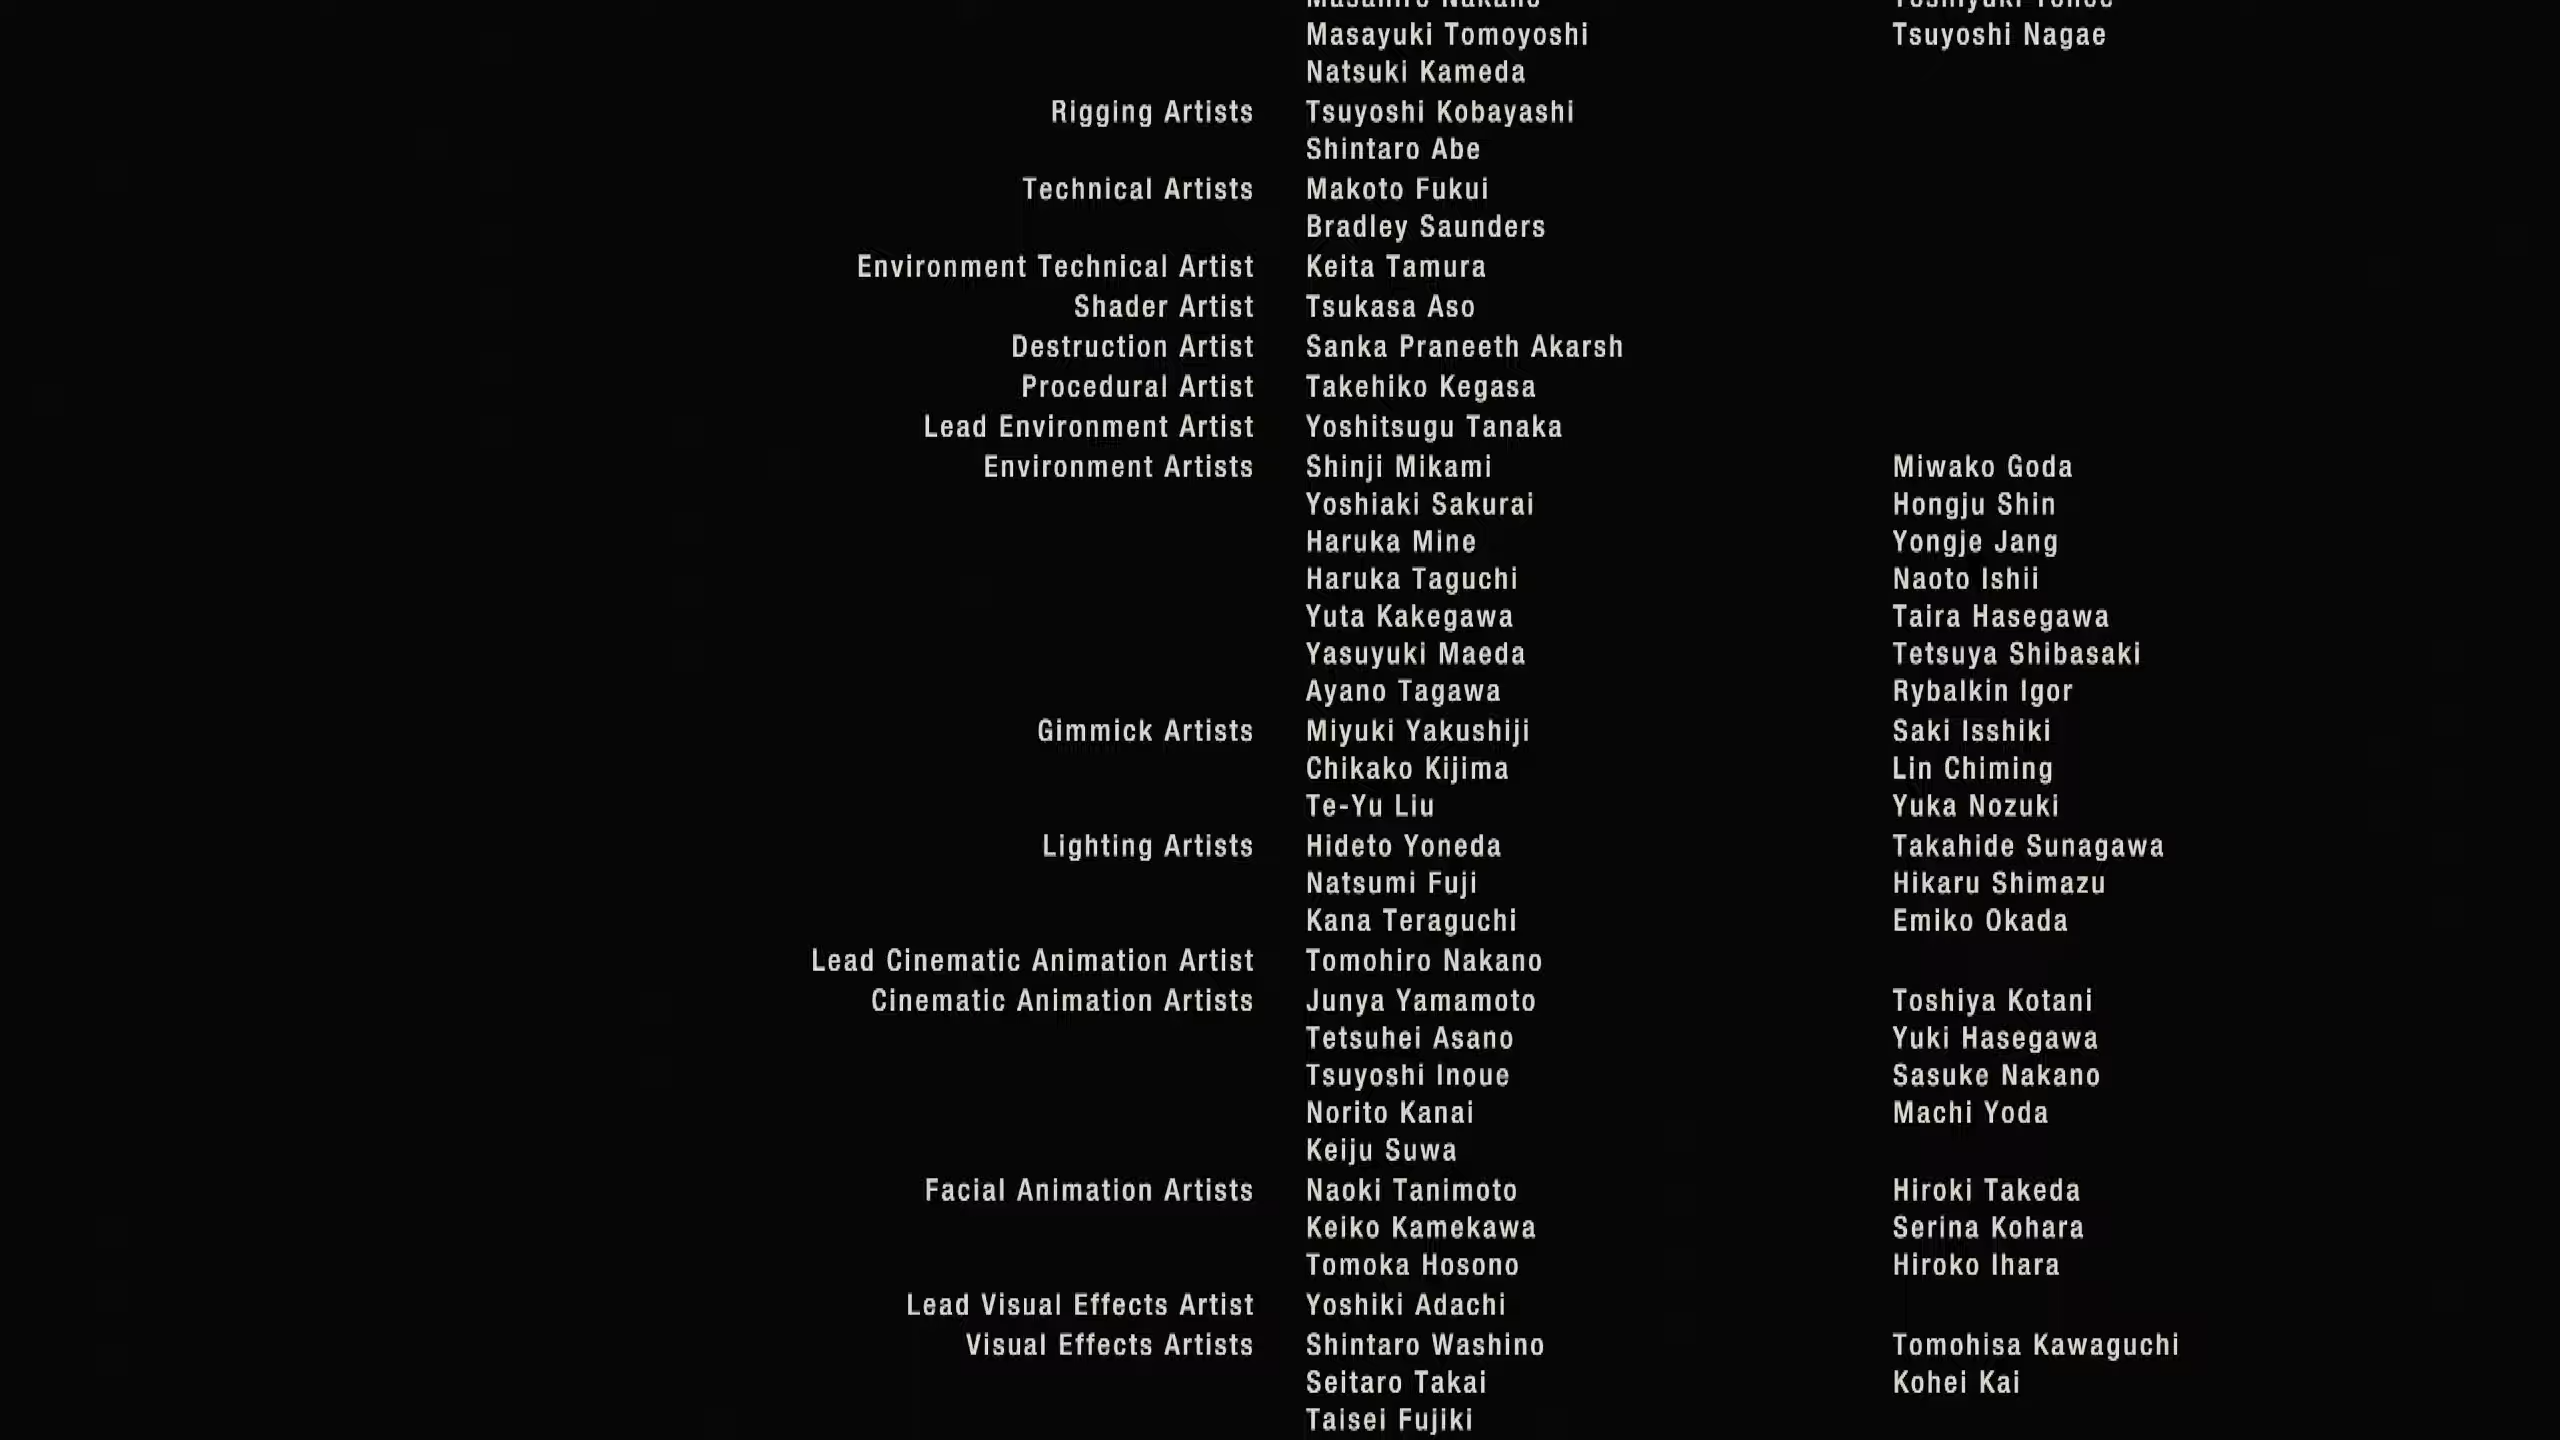 Masayuki Tomoyoshi Tsuyoshi Nagae
Natsuki Kameda
Rigging Artists Tsuyoshi Kobayashi
Shintaro Abe
Technical Artists Makoto Fukui
Bradley Saunders
Environment Technical Artist Keita Tamura
Shader Artist Tsukasa Aso
Destruction Artist Sanka Praneeth Akarsh
Procedural Artist Takehiko Kegasa
Lead Environment Artist Yoshitsugu Tanaka
Environment Artists Shinji Mikami Miwako Goda
Yoshiaki Sakurai Hongju Shin
Haruka Mine Yongje Jang
Haruka Taguchi Naoto Ishii
Yuta Kakegawa Taira Hasegawa
Yasuyuki Maeda Tetsuya Shibasaki
Ayano Tagawa Rybalkin Igor
Gimmick Artists Miyuki Yakushiji Saki Isshiki
Chikako Kijima Lin Chiming
Te-Yu Liu Yuka Nozuki
Lighting Artists Hideto Yoneda Takahide Sunagawa
Natsumi Fuji Hikaru Shimazu
Kana Teraguchi Emiko Okada
Lead Cinematic Animation Artist Tomohiro Nakano
Cinematic Animation Artists Junya Yamamoto Toshiya Kotani
Tetsuhei Asano Yuki Hasegawa
Tsuyoshi Inoue Sasuke Nakano
Norito Kanai Machi Yoda
Keiju Suwa
Facial Animation Artists Naoki Tanimoto Hiroki Takeda
Keiko Kamekawa Serina Kohara
Tomoka Hosono Hiroko Ihara
Lead Visual Effects Artist Yoshiki Adachi
Visual Effects Artists Shintaro Washino Tomohisa Kawaguchi
Seitaro Takai Kohei Kai
Taisei Fujiki